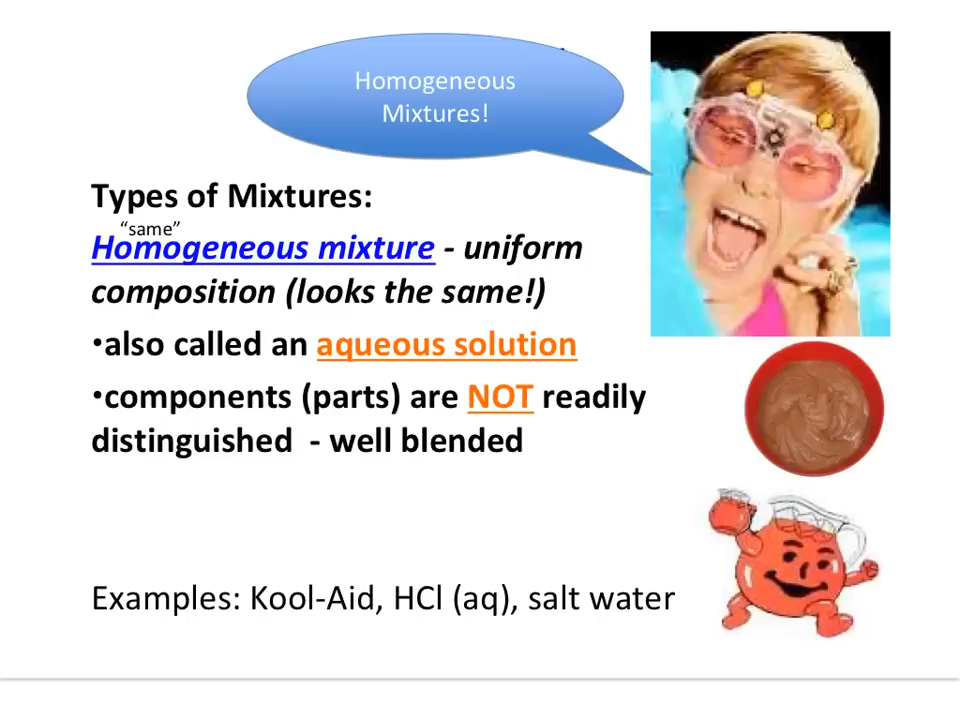 Homogeneous
Mixtures!
Types of Mixtures:
“same”
Homogeneous mixture - uniform
composition (looks the same!)
•also called an aqueous solution
•components (parts) are NOT readily
distinguished - well blended
Examples: Kool-Aid, HCl (aq), salt water